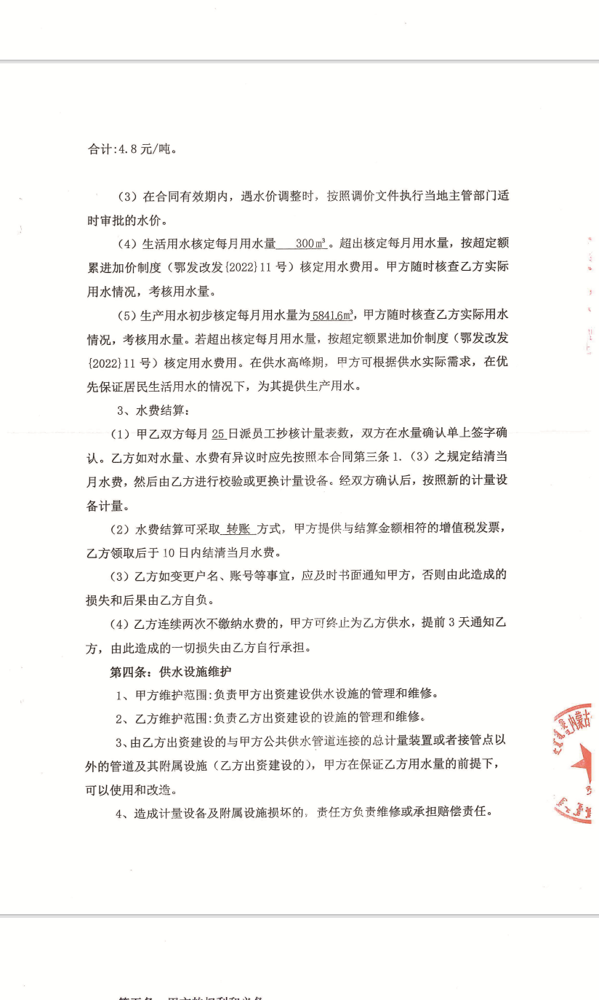 合计:4.8 元/吨。
（3）在合同有效期内，遇水价调整时，按照调价文件执行当地主管部门适
时审批的水价。
（4）生活用水核定每月用水量 300㎥。超出核定每月用水量，按超定额
累进加价制度（鄂发改发{2022}11 号）核定用水费用。甲方随时核查乙方实际
用水情况，考核用水量。
（5）生产用水初步核定每月用水量为5841.6㎥，甲方随时核查乙方实际用水
情况，考核用水量。若超出核定每月用水量，按超定额累进加价制度（鄂发改发
{2022}11 号）核定用水费用。在供水高峰期，甲方可根据供水实际需求，在优
先保证居民生活用水的情况下，为其提供生产用水。
3、水费结算：
（1）甲乙双方每月 25 日派员工抄核计量表数，双方在水量确认单上签字确
认。乙方如对水量、水费有异议时应先按照本合同第三条 1.（3）之规定结清当
月水费，然后由乙方进行校验或更换计量设备。经双方确认后，按照新的计量设
备计量。
（2）水费结算可采取 转账 方式，甲方提供与结算金额相符的增值税发票，
乙方领取后于 10 日内结清当月水费。
（3）乙方如变更户名、账号等事宜，应及时书面通知甲方，否则由此造成的
损失和后果由乙方自负。
（4）乙方连续两次不缴纳水费的，甲方可终止为乙方供水，提前 3 天通知乙
方，由此造成的一切损失由乙方自行承担。
第四条：供水设施维护
1、甲方维护范围:负责甲方出资建设供水设施的管理和维修。
2、乙方维护范围:负责乙方出资建设的设施的管理和维修。
3、由乙方出资建设的与甲方公共供水管道连接的总计量装置或者接管点以
外的管道及其附属设施（乙方出资建设的），甲方在保证乙方用水量的前提下，
可以使用和改造。
4、造成计量设备及附属设施损坏的，责任方负责维修或承担赔偿责任。
内蒙古